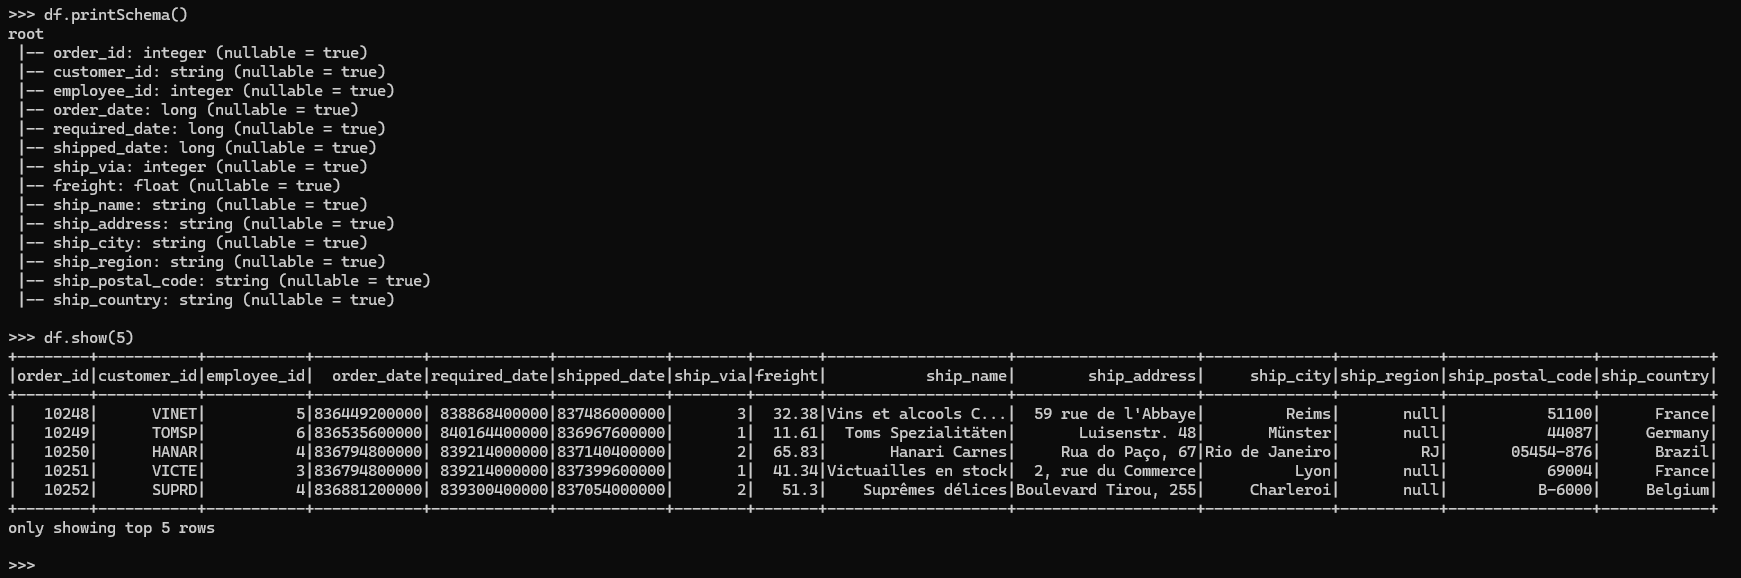 >>> df.printSchema()
root
 |-- order_id: integer (nullable = true)
 |-- customer_id: string (nullable = true)
 |-- employee_id: integer (nullable = true)
 |-- order_date: long (nullable = true)
 |-- required_date: long (nullable = true)
 |-- shipped_date: long (nullable = true)
 |-- ship_via: integer (nullable = true)
 |-- freight: float (nullable = true)
 |-- ship_name: string (nullable = true)
 |-- ship_address: string (nullable = true)
 |-- ship_city: string (nullable = true)
 |-- ship_region: string (nullable = true)
 |-- ship_postal_code: string (nullable = true)
 |-- ship_country: string (nullable = true)

>>> df.show(5)
+--------+-----------+-----------+------------+-------------+------------+--------+-------+--------------------+--------------------+--------------+-----------+----------------+------------+
|order_id|customer_id|employee_id|  order_date|required_date|shipped_date|ship_via|freight|           ship_name|        ship_address|     ship_city|ship_region|ship_postal_code|ship_country|
+--------+-----------+-----------+------------+-------------+------------+--------+-------+--------------------+--------------------+--------------+-----------+----------------+------------+
|   10248|      VINET|          5|836449200000| 838868400000|837486000000|       3|  32.38|Vins et alcools C...|  59 rue de l'Abbaye|         Reims|       null|           51100|      France|
|   10249|      TOMSP|          6|836535600000| 840164400000|836967600000|       1|  11.61|  Toms Spezialitäten|       Luisenstr. 48|       Münster|       null|           44087|     Germany|
|   10250|      HANAR|          4|836794800000| 839214000000|837140400000|       2|  65.83|       Hanari Carnes|     Rua do Paço, 67|Rio de Janeiro|         RJ|       05454-876|      Brazil|
|   10251|      VICTE|          3|836794800000| 839214000000|837399600000|       1|  41.34|Victuailles en stock|  2, rue du Commerce|          Lyon|       null|           69004|      France|
|   10252|      SUPRD|          4|836881200000| 839300400000|837054000000|       2|   51.3|    Suprêmes délices|Boulevard Tirou, 255|     Charleroi|       null|          B-6000|     Belgium|
+--------+-----------+-----------+------------+-------------+------------+--------+-------+--------------------+--------------------+--------------+-----------+----------------+------------+
only showing top 5 rows

>>>